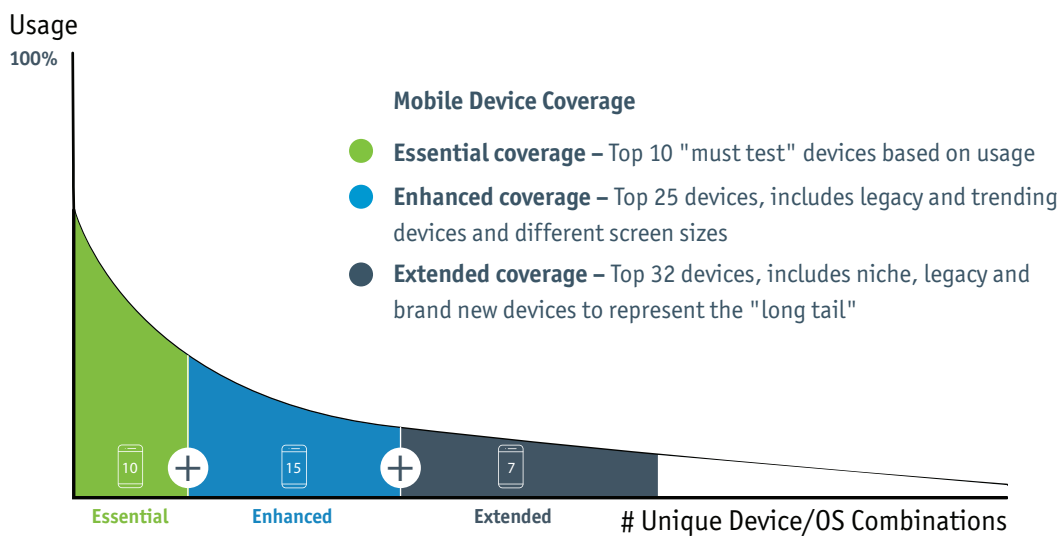 Usage
100%
Mobile Device Coverage
Essential coverage – Top 10 "must test" devices based on usage
Enhanced coverage – Top 25 devices, includes legacy and trending
devices and different screen sizes
Extended coverage – Top 32 devices, includes niche, legacy and
brand new devices to represent the "long tail"
10 + 15 + 7
Essential Enhanced Extended
# Unique Device/OS Combinations